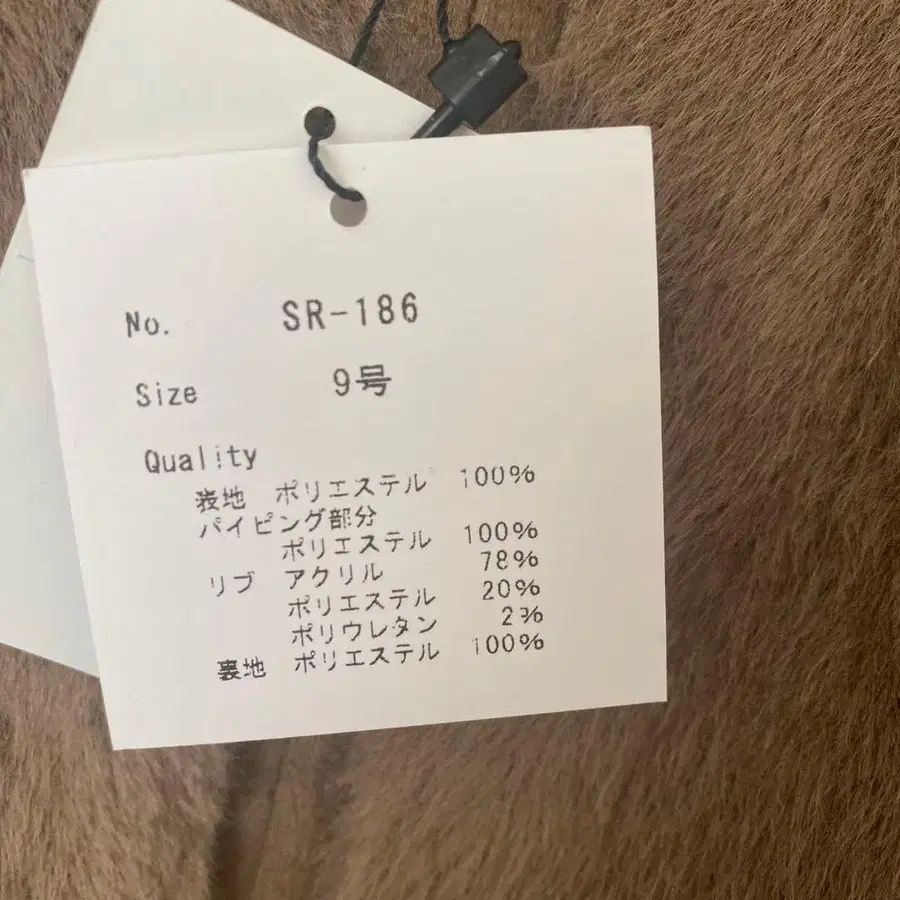 No. SR-186
Size 9号
Quality
表地 ポリエステル 100%
パイピング部分
ポリエステル 100%
リブ アクリル 78%
ポリエステル 20%
ポリウレタン 2%
裏地 ポリエステル 100%